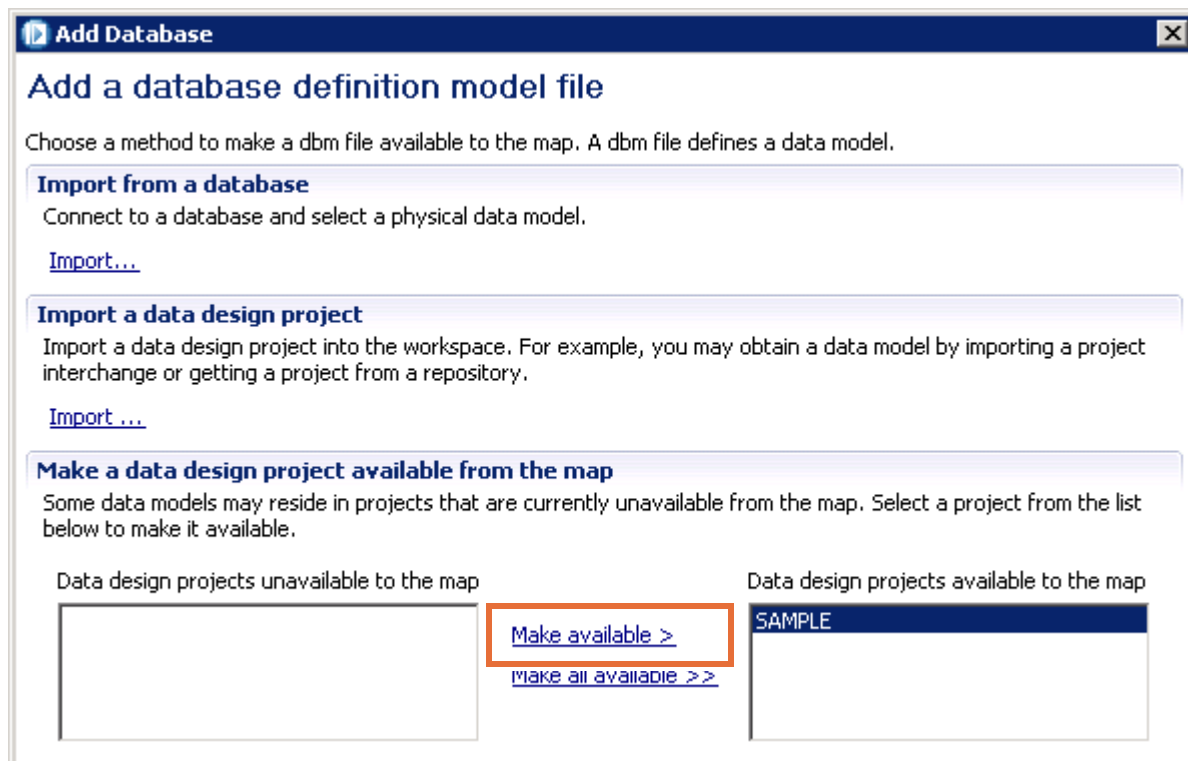 Add Database
Add a database definition model file
Choose a method to make a dbm file available to the map. A dbm file defines a data model.
Import from a database
Connect to a database and select a physical data model.
Import...
Import a data design project
Import a data design project into the workspace. For example, you may obtain a data model by importing a project
interchange or getting a project from a repository.
Import ...
Make a data design project available from the map
Some data models may reside in projects that are currently unavailable from the map. Select a project from the list
below to make it available.
Data design projects unavailable to the map
Data design projects available to the map
Make available >
SAMPLE
Make all available >>